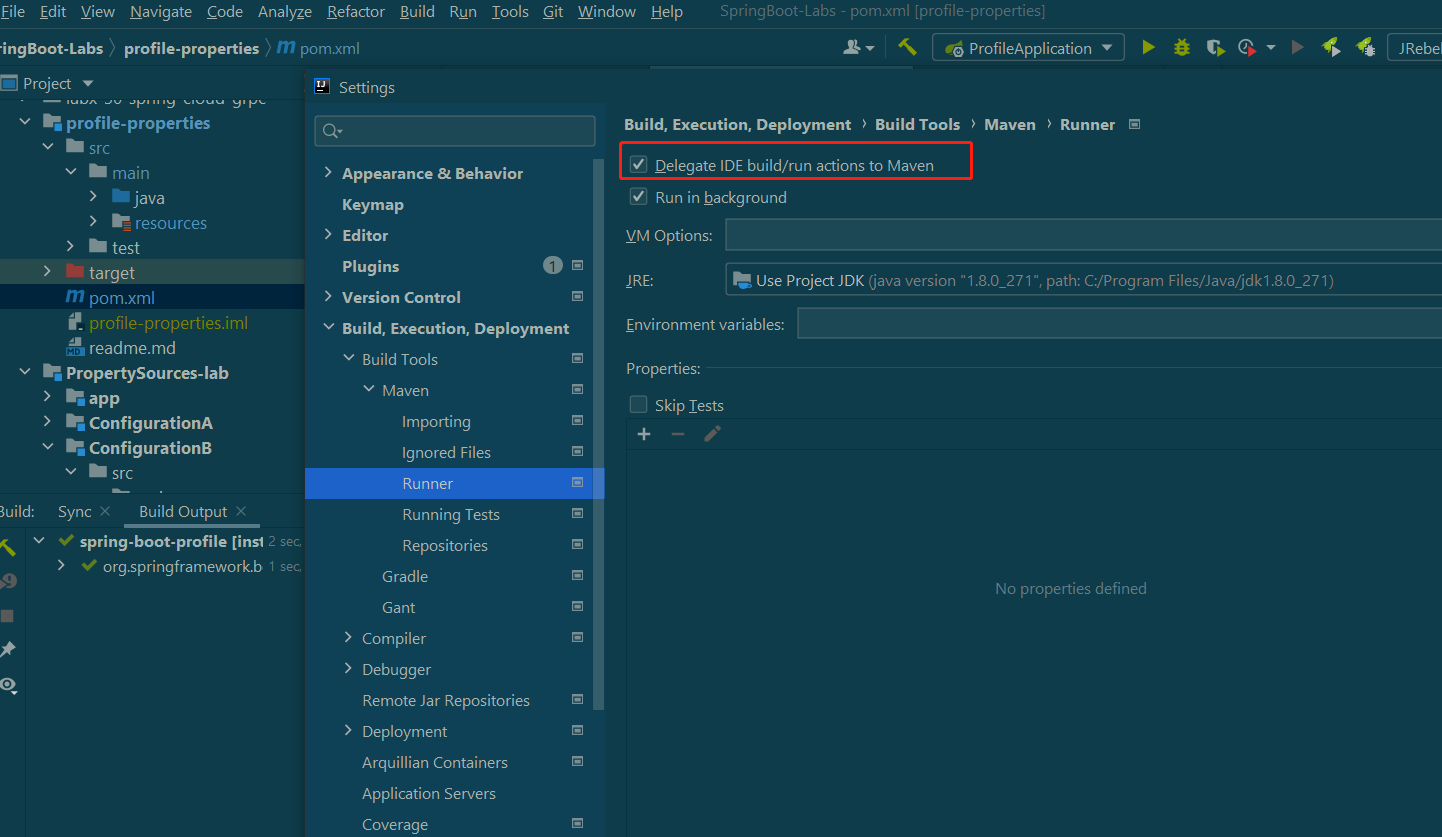 File Edit View Navigate Code Analyze Refactor Build Run Tools Git Window Help SpringBoot-Labs - pom.xml [profile-properties]
ringBoot-Labs profile-properties pom.xml
ProfileApplication
JRebel
Project
profile-properties
src
main
java
resources
test
target
pom.xml
profile-properties.iml
readme.md
PropertySources-lab
app
ConfigurationA
ConfigurationB
src
Build: Sync Build Output
spring-boot-profile [inst 2 sec,
org.springframework.b 1 sec,
Settings
Appearance & Behavior
Keymap
Editor
Plugins 1
Version Control
Build, Execution, Deployment
Build Tools
Maven
Importing
Ignored Files
Runner
Running Tests
Repositories
Gradle
Gant
Compiler
Debugger
Remote Jar Repositories
Deployment
Arquillian Containers
Application Servers
Coverage
Build, Execution, Deployment › Build Tools › Maven › Runner
Delegate IDE build/run actions to Maven
Run in background
VM Options:
JRE: Use Project JDK (java version "1.8.0_271", path: C:/Program Files/Java/jdk1.8.0_271)
Environment variables:
Properties:
Skip Tests
No properties defined